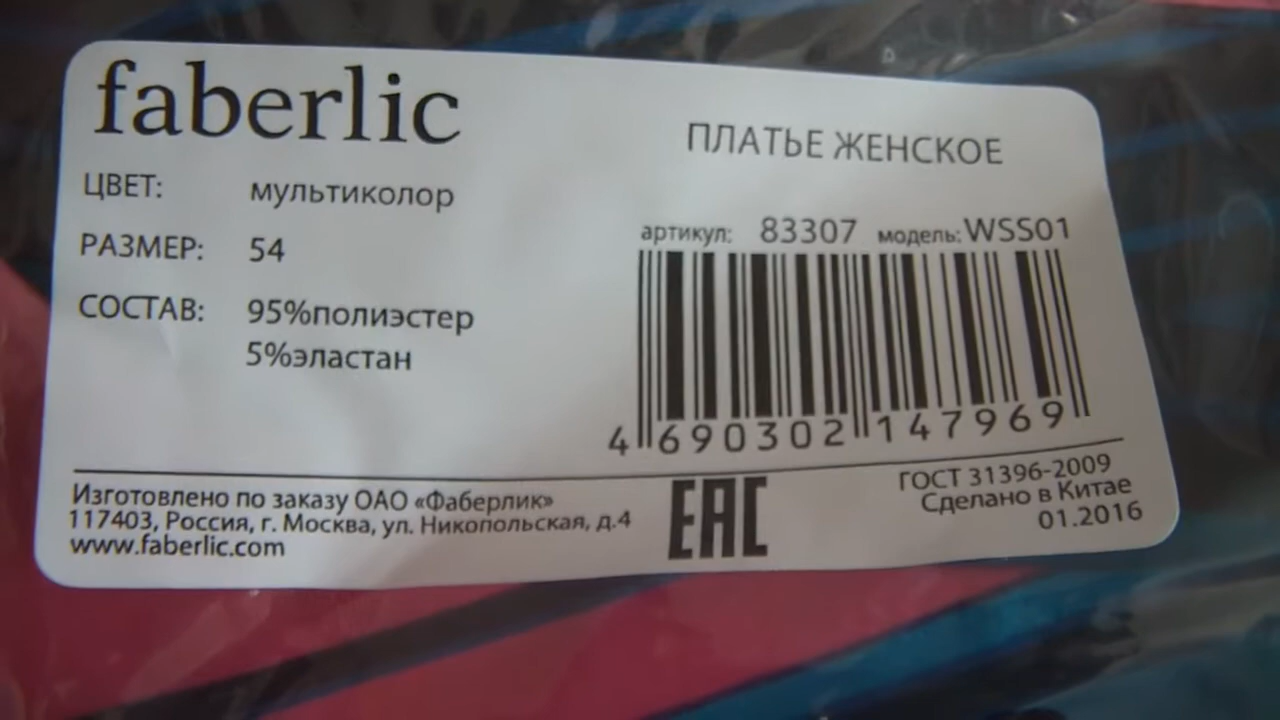 faberlic
ПЛАТЬЕ ЖЕНСКОЕ
ЦВЕТ: мультиколор
РАЗМЕР: 54
СОСТАВ: 95%полиэстер
5%эластан
артикул: 83307 модель: WSS01
4 690302 147969
Изготовлено по заказу ОАО «Фаберлик»
117403, Россия, г. Москва, ул. Никопольская, д.4
www.faberlic.com
EAC
ГОСТ 31396-2009
Сделано в Китае
01.2016